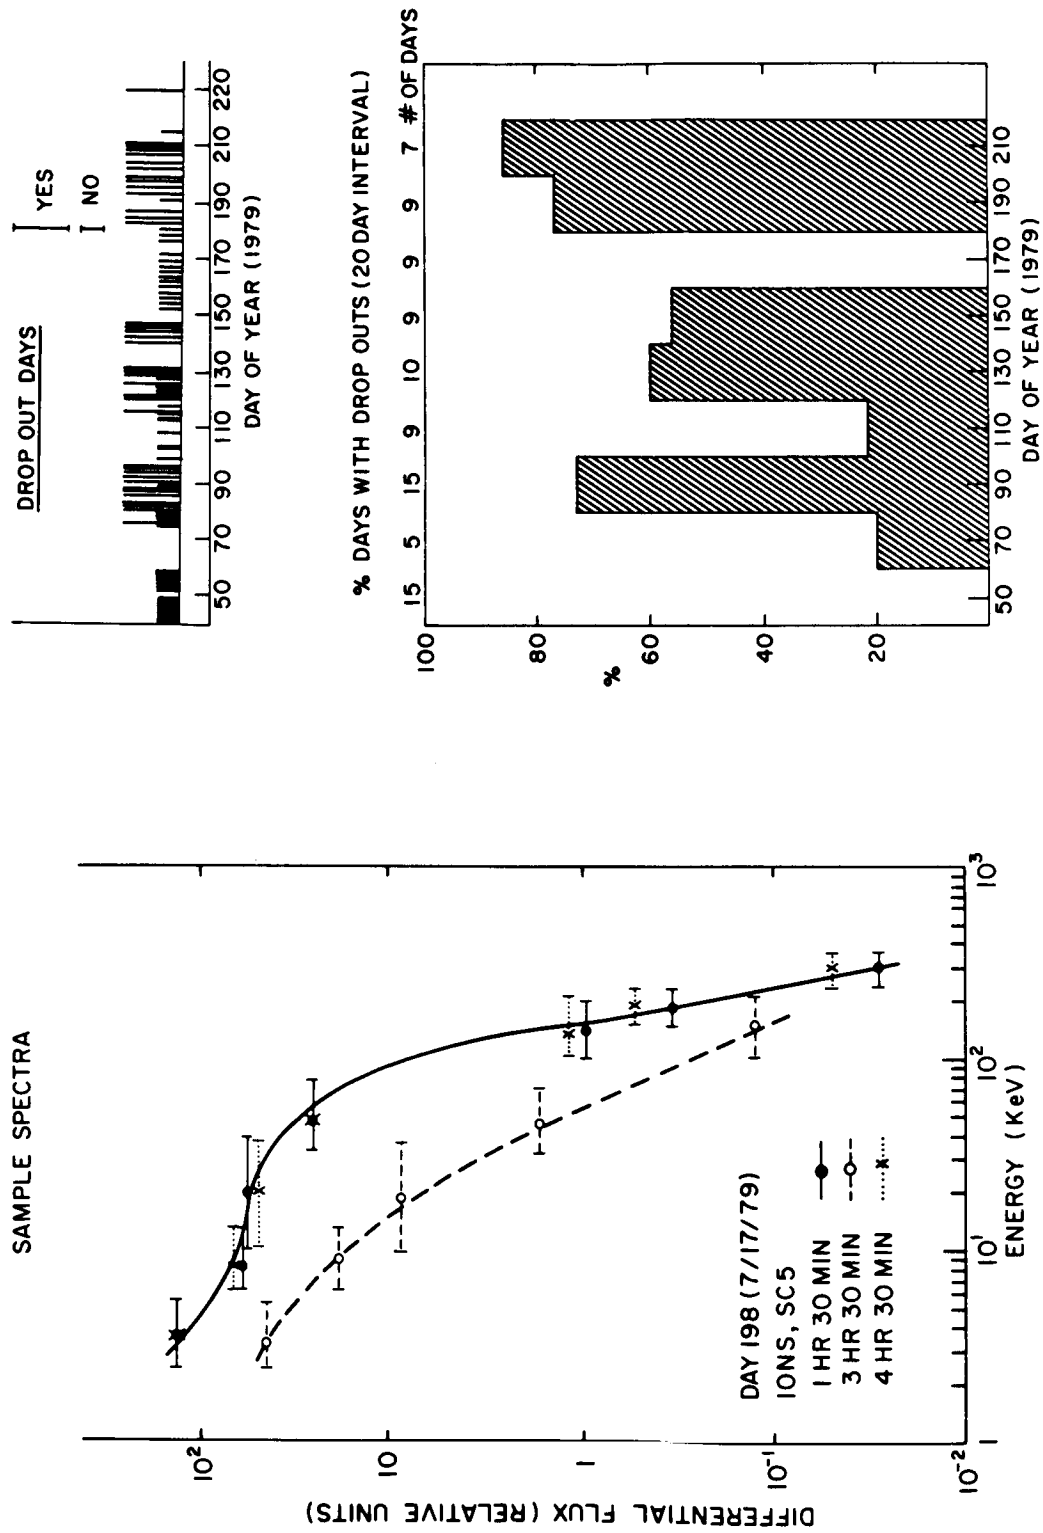 SAMPLE SPECTRA
DIFFERENTIAL FLUX (RELATIVE UNITS)
10²
10
1
10⁻¹
10⁻²
1
10¹
10²
10³
ENERGY (KeV)
DAY 198 (7/17/79)
IONS, SC5
1 HR 30 MIN
3 HR 30 MIN
4 HR 30 MIN
DROP OUT DAYS
YES
NO
50 70 90 110 130 150 170 190 210 220
DAY OF YEAR (1979)
% DAYS WITH DROP OUTS (20 DAY INTERVAL)
15 5 15 9 10 9 9 9 7 # OF DAYS
100
80
%
60
40
20
50 70 90 110 130 150 170 190 210
DAY OF YEAR (1979)